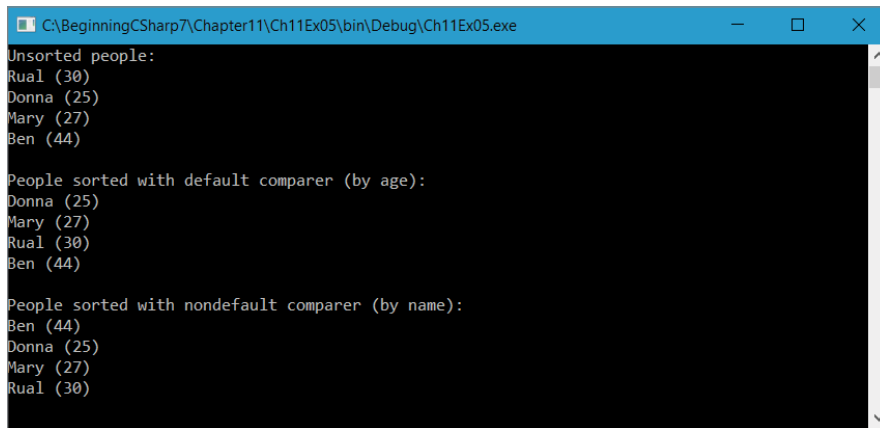 C:\BeginningCSharp7\Chapter11\Ch11Ex05\bin\Debug\Ch11Ex05.exe
Unsorted people:
Rual (30)
Donna (25)
Mary (27)
Ben (44)

People sorted with default comparer (by age):
Donna (25)
Mary (27)
Rual (30)
Ben (44)

People sorted with nondefault comparer (by name):
Ben (44)
Donna (25)
Mary (27)
Rual (30)